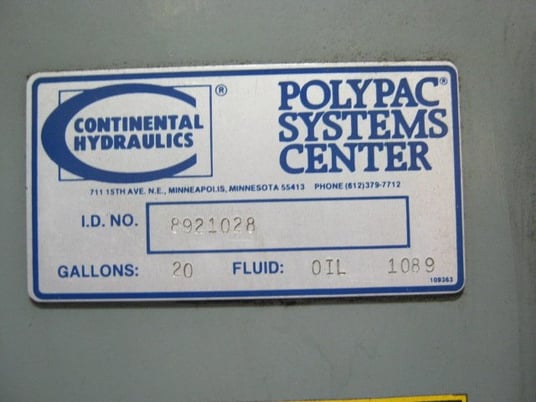 CONTINENTAL
HYDRAULICS
®
POLYPAC®
SYSTEMS
CENTER
711 15TH AVE. N.E., MINNEAPOLIS, MINNESOTA 55413 PHONE (612)379-7712
I.D. NO. 8921028
GALLONS: 20 FLUID: OIL 1089
109363